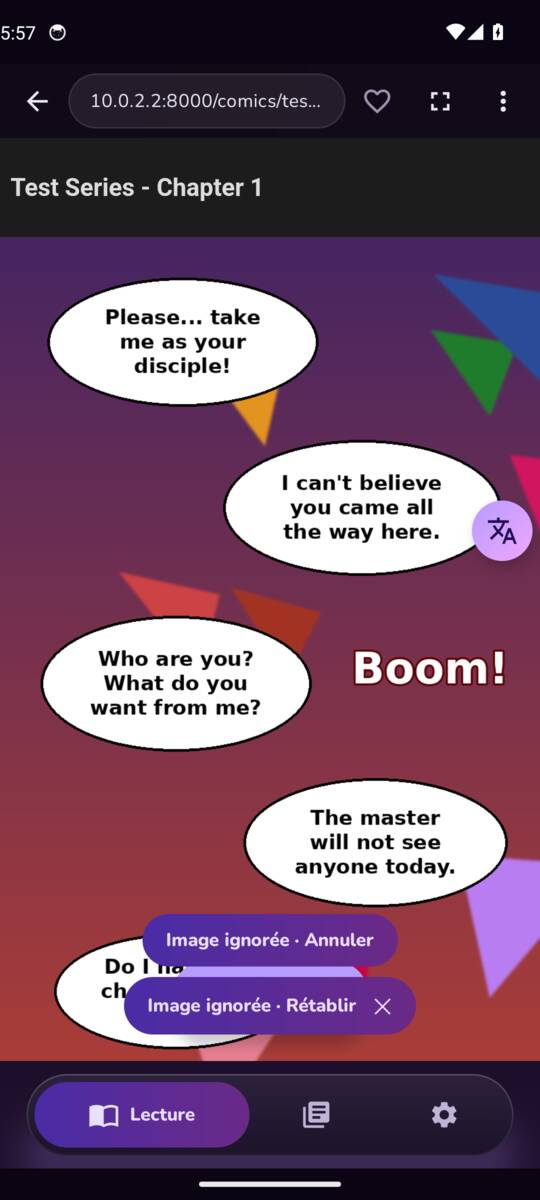 5:57
10.0.2.2:8000/comics/tes...
Test Series - Chapter 1
Please... take
me as your
disciple!
I can't believe
you came all
the way here.
Who are you?
What do you
want from me?
Boom!
The master
will not see
anyone today.
Do I
Image ignorée · Annuler
Image ignorée · Rétablir
Lecture